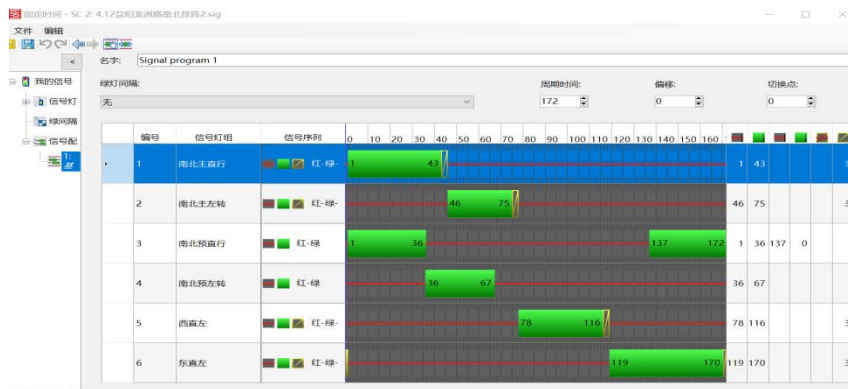 固定时间 - SC 2: 4.12益阳龙洲路南北排阵2.sig
文件 编辑
<
我的信号
信号灯
绿间隔
信号配
1:
名字: Signal program 1
绿灯间隔: 周期时间: 偏移: 切换点:
无 172 0 0
编号 信号灯组 信号序列 0 10 20 30 40 50 60 70 80 90 100 110 120 130 140 150 160
1 南北主直行 红-绿- 1 43 1 43 3
2 南北主左转 红-绿- 46 75 46 75 3
3 南北预直行 红-绿 1 36 137 172 1 36 137 0
4 南北预左转 红-绿 36 67 36 67
5 西直左 红-绿- 78 116 78 116 3
6 东直左 红-绿- 119 170 119 170 3